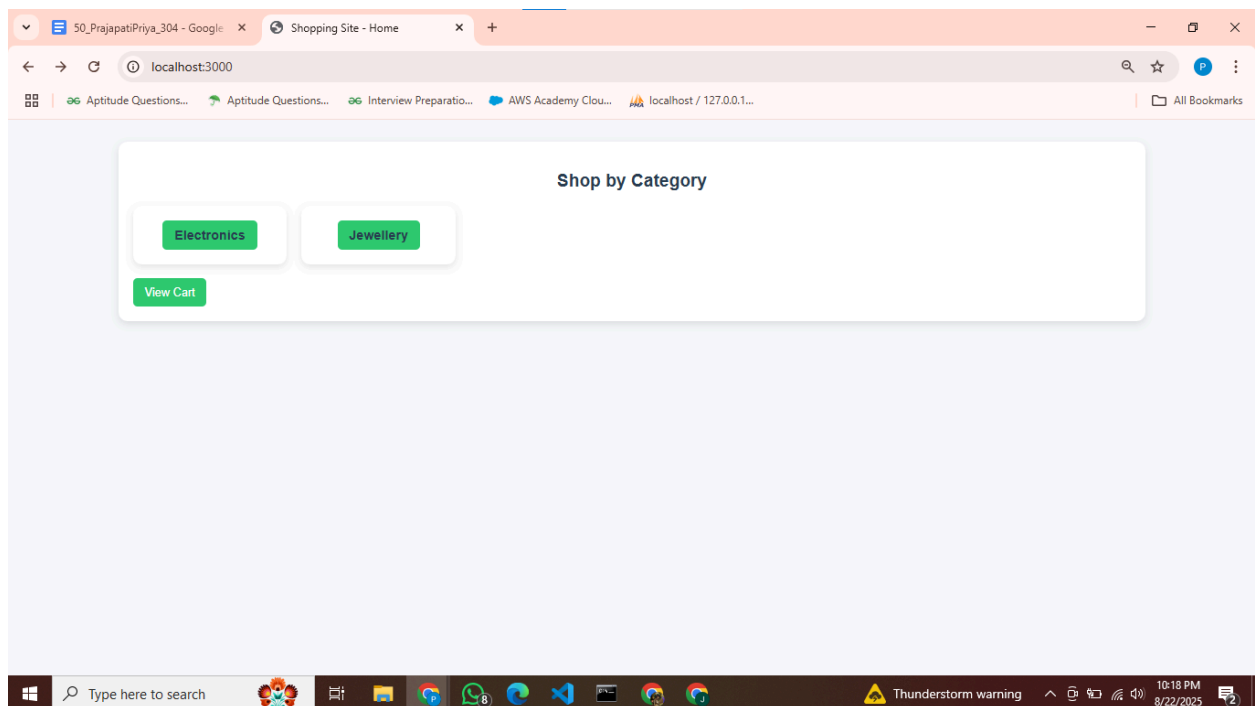 50_PrajapatiPriya_304 - Google
Shopping Site - Home
localhost:3000
P
Aptitude Questions...
Aptitude Questions...
Interview Preparatio...
AWS Academy Clou...
localhost / 127.0.0.1...
All Bookmarks
Shop by Category
Electronics
Jewellery
View Cart
Type here to search
8
Thunderstorm warning
10:18 PM
8/22/2025
2